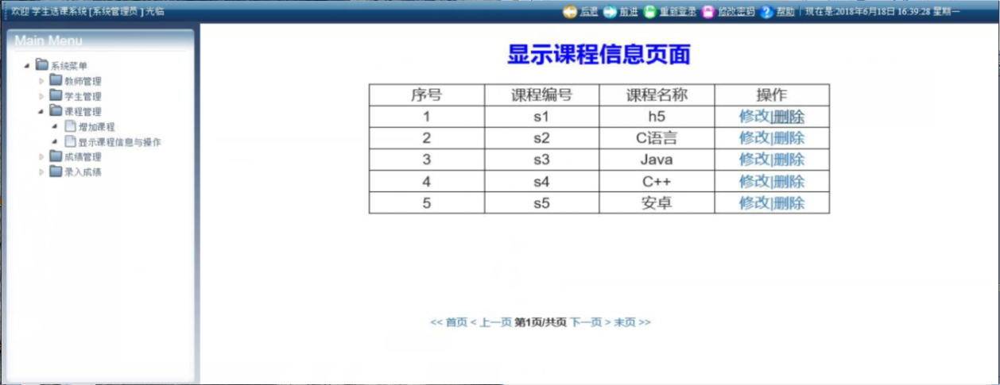 欢迎 学生选课系统 [系统管理员 ] 光临
后退 前进 重新登录 修改密码 帮助 | 现在是:2018年6月18日 16:39:28 星期一
Main Menu
系统菜单
教师管理
学生管理
课程管理
增加课程
显示课程信息与操作
成绩管理
录入成绩
显示课程信息页面
序号 课程编号 课程名称 操作
1 s1 h5 修改|删除
2 s2 C语言 修改|删除
3 s3 Java 修改|删除
4 s4 C++ 修改|删除
5 s5 安卓 修改|删除
<< 首页 < 上一页 第1页/共页 下一页 > 末页 >>